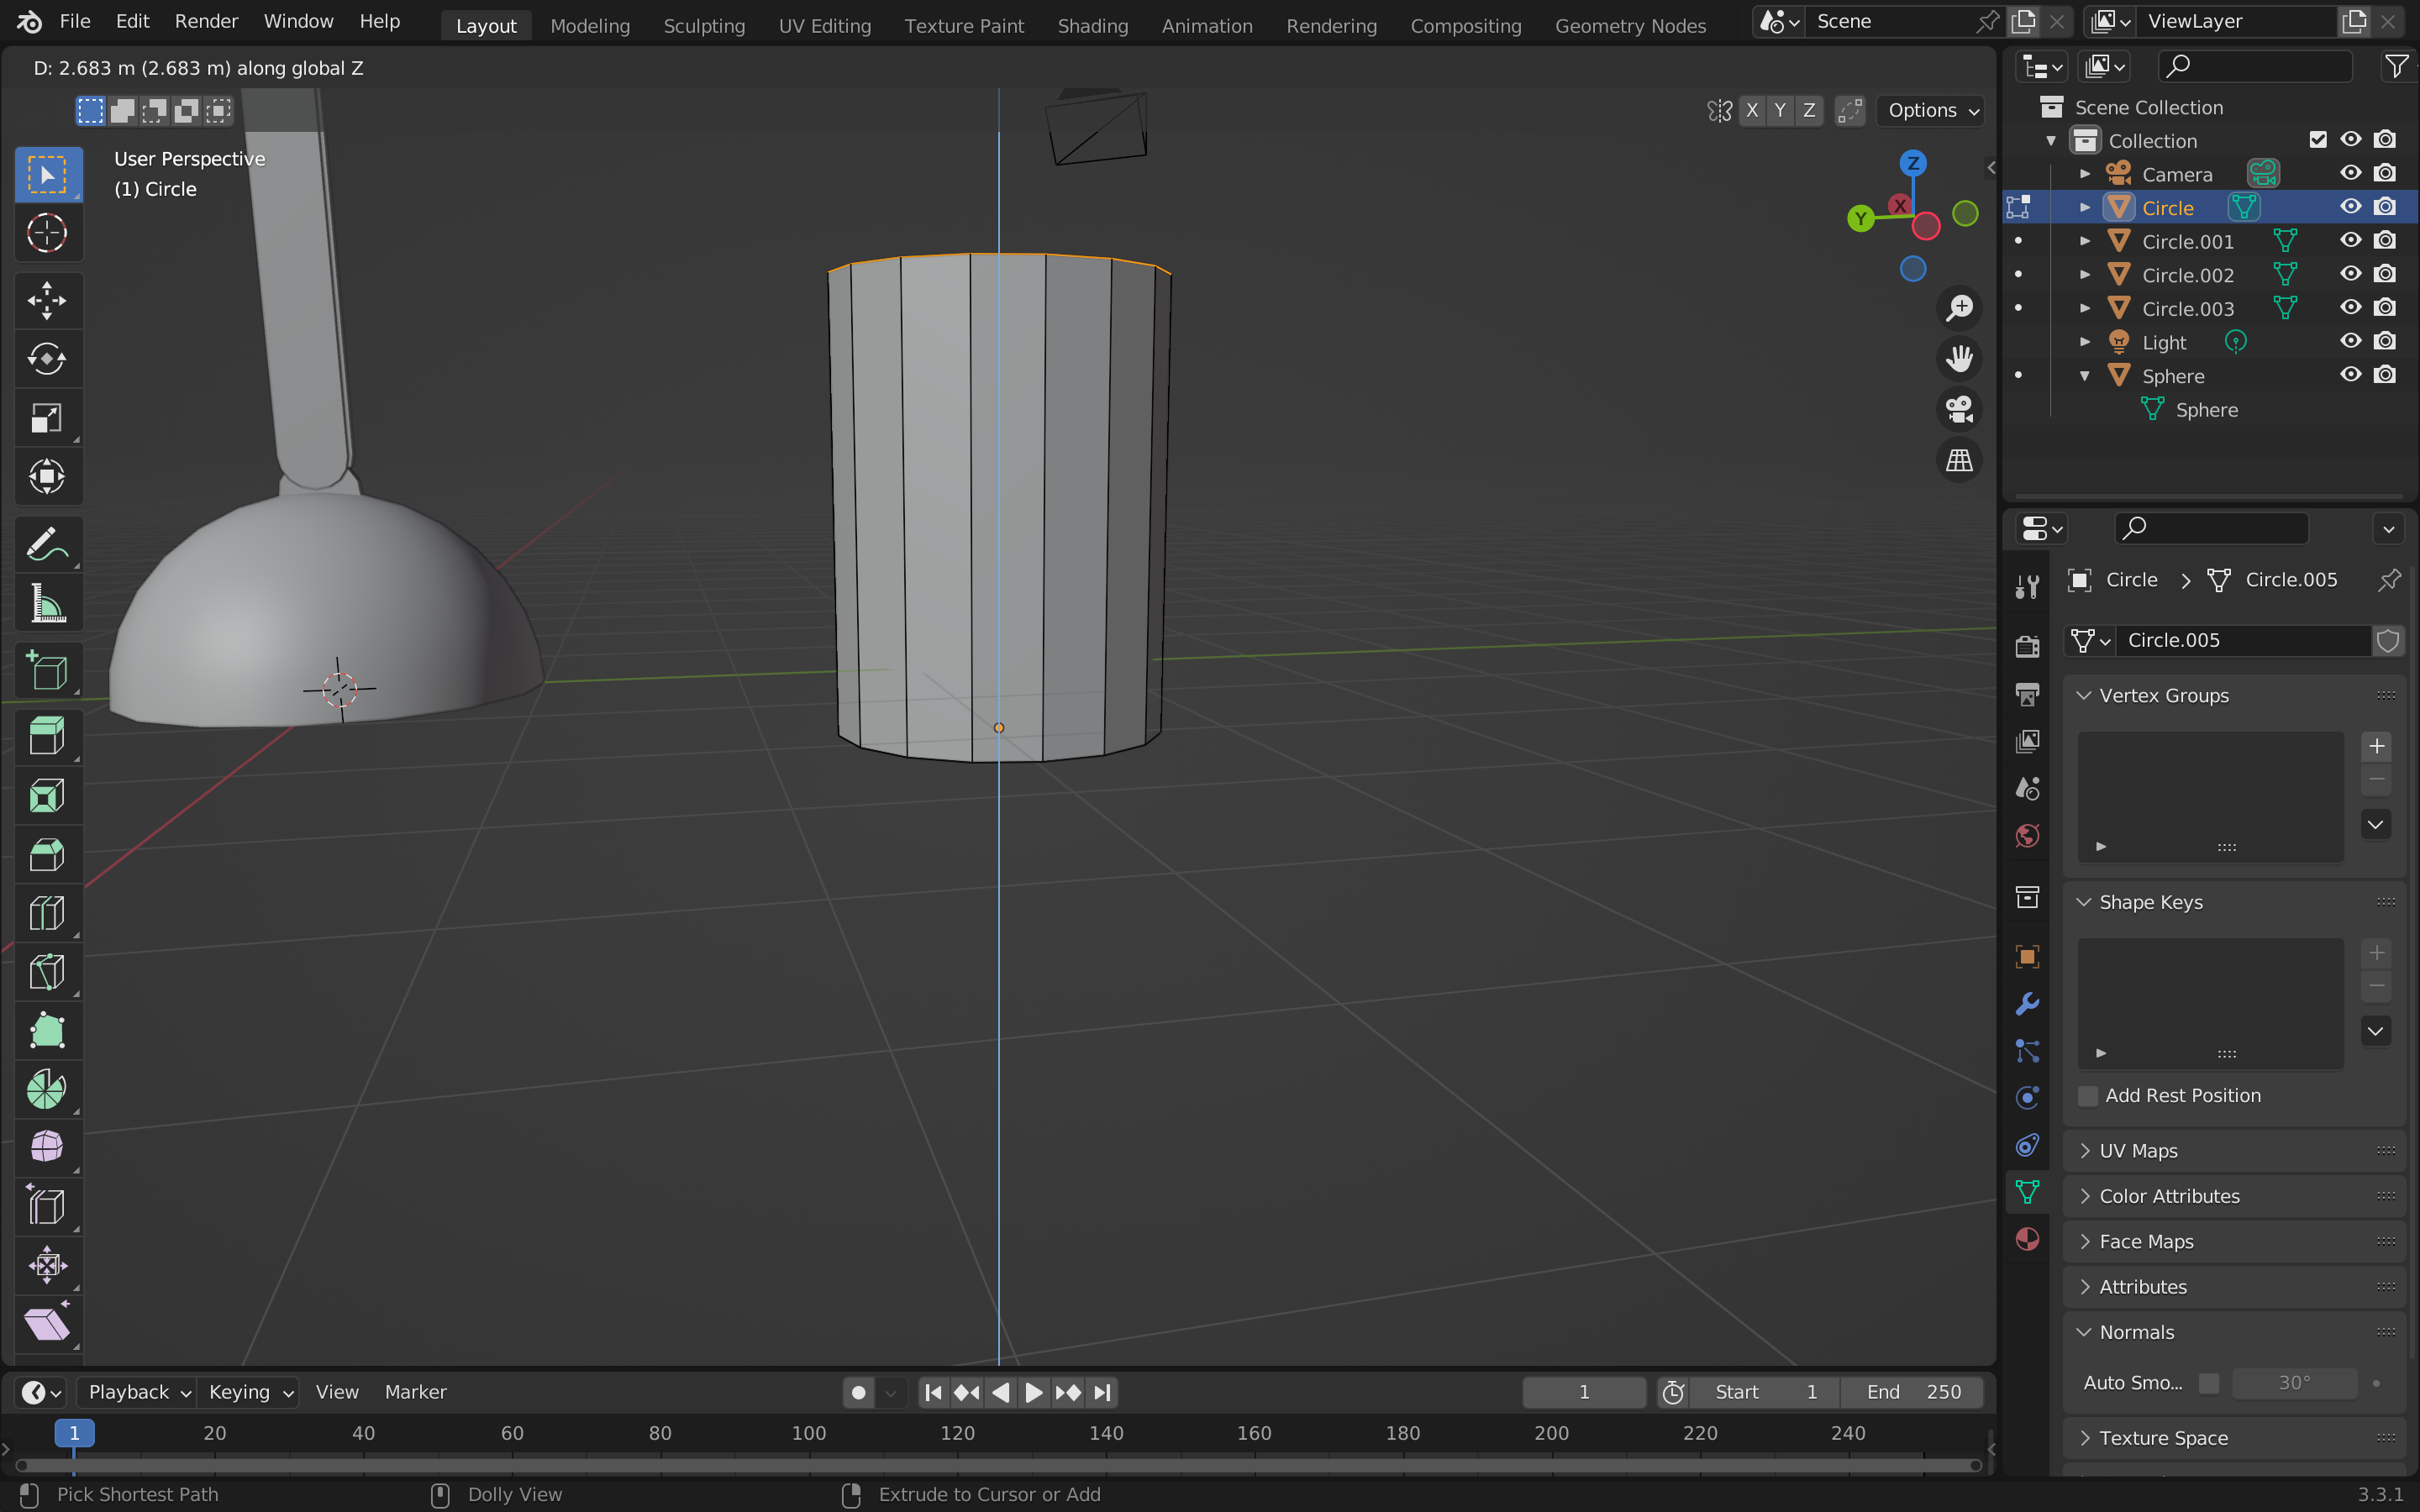 File Edit Render Window Help Layout Modeling Sculpting UV Editing Texture Paint Shading Animation Rendering Compositing Geometry Nodes Scene ViewLayer
D: 2.683 m (2.683 m) along global Z
X Y Z Options
User Perspective
(1) Circle
Z
Y X
Scene Collection
Collection
Camera
Circle
Circle.001
Circle.002
Circle.003
Light
Sphere
Sphere
Circle Circle.005
Circle.005
Vertex Groups
Shape Keys
Add Rest Position
UV Maps
Color Attributes
Face Maps
Attributes
Normals
Auto Smo... 30°
Texture Space
Playback Keying View Marker 1 Start 1 End 250
1 20 40 60 80 100 120 140 160 180 200 220 240
Pick Shortest Path Dolly View Extrude to Cursor or Add 3.3.1